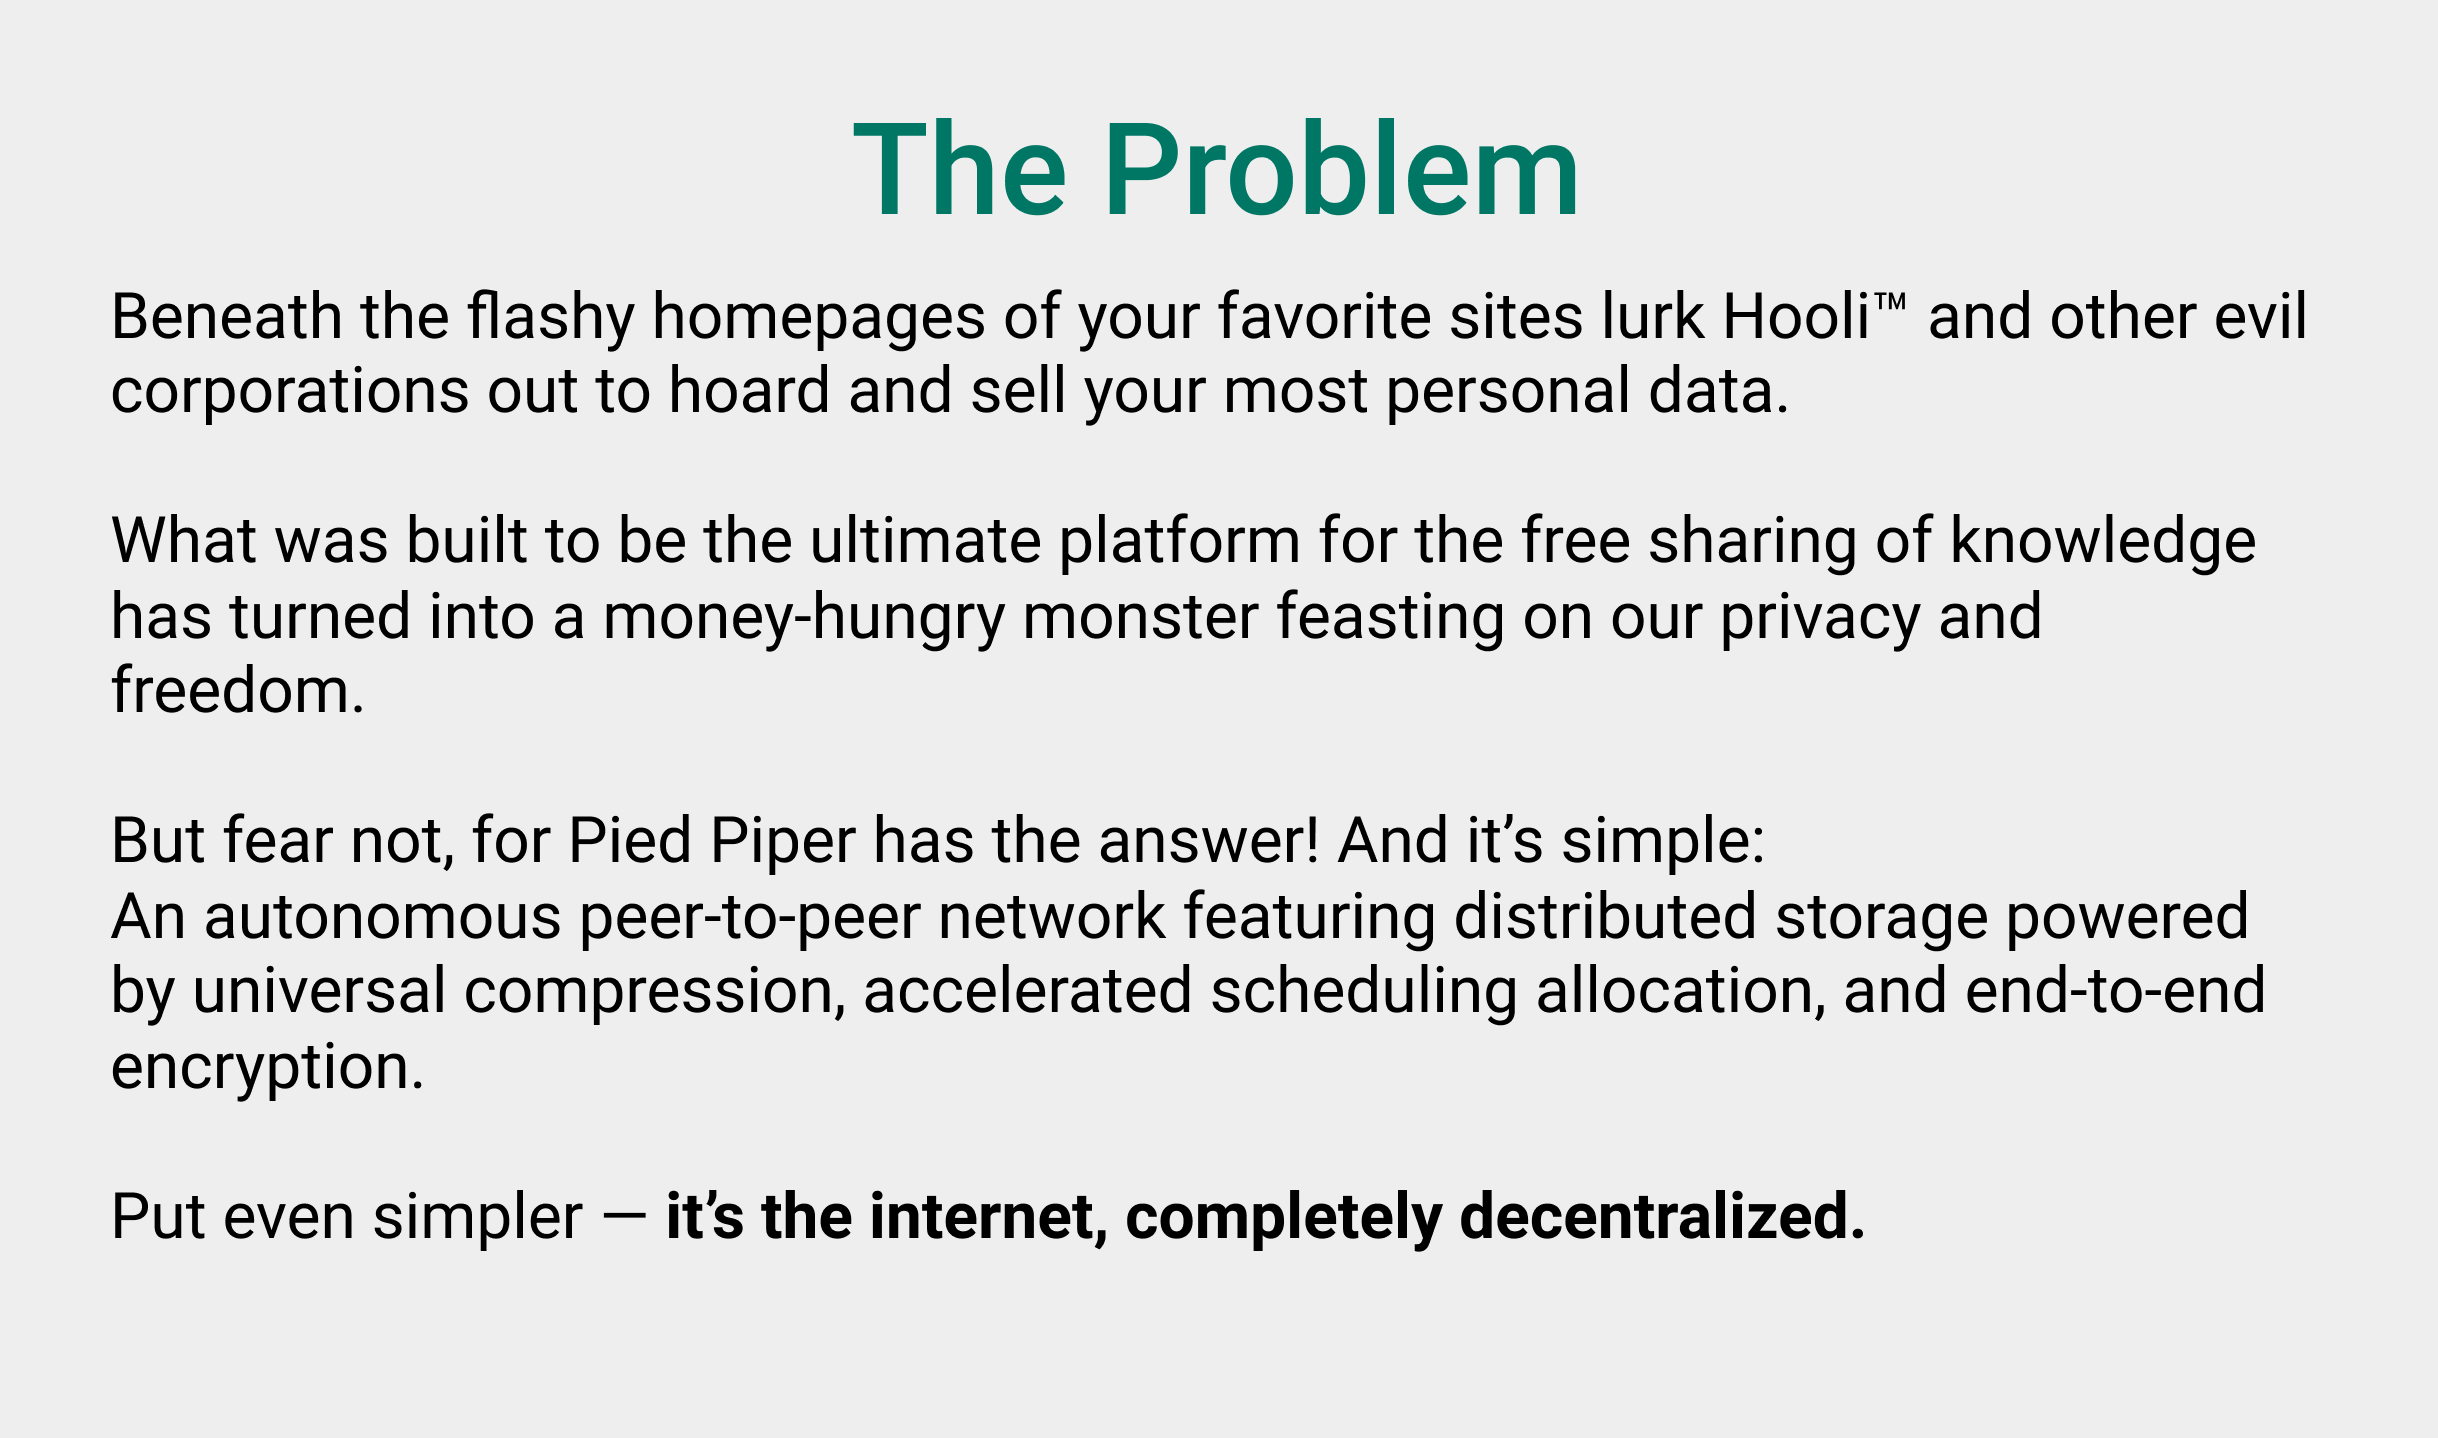 The Problem
Beneath the flashy homepages of your favorite sites lurk Hooli™ and other evil
corporations out to hoard and sell your most personal data.
What was built to be the ultimate platform for the free sharing of knowledge
has turned into a money-hungry monster feasting on our privacy and
freedom.
But fear not, for Pied Piper has the answer! And it’s simple:
An autonomous peer-to-peer network featuring distributed storage powered
by universal compression, accelerated scheduling allocation, and end-to-end
encryption.
Put even simpler — it’s the internet, completely decentralized.